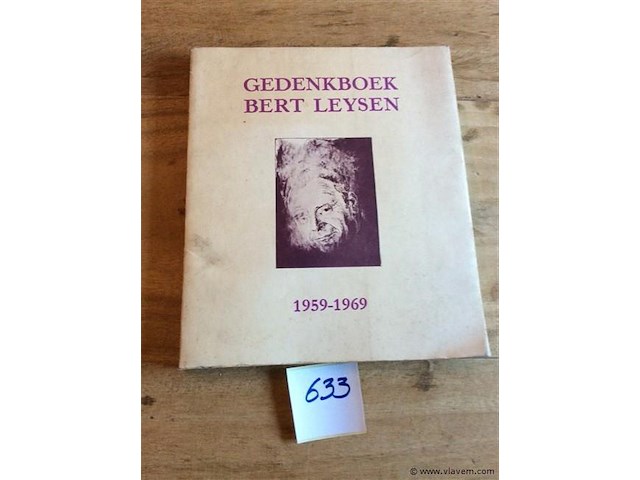 GEDENKBOEK
BERT LEYSEN
1959-1969
633
© www.vlavem.com